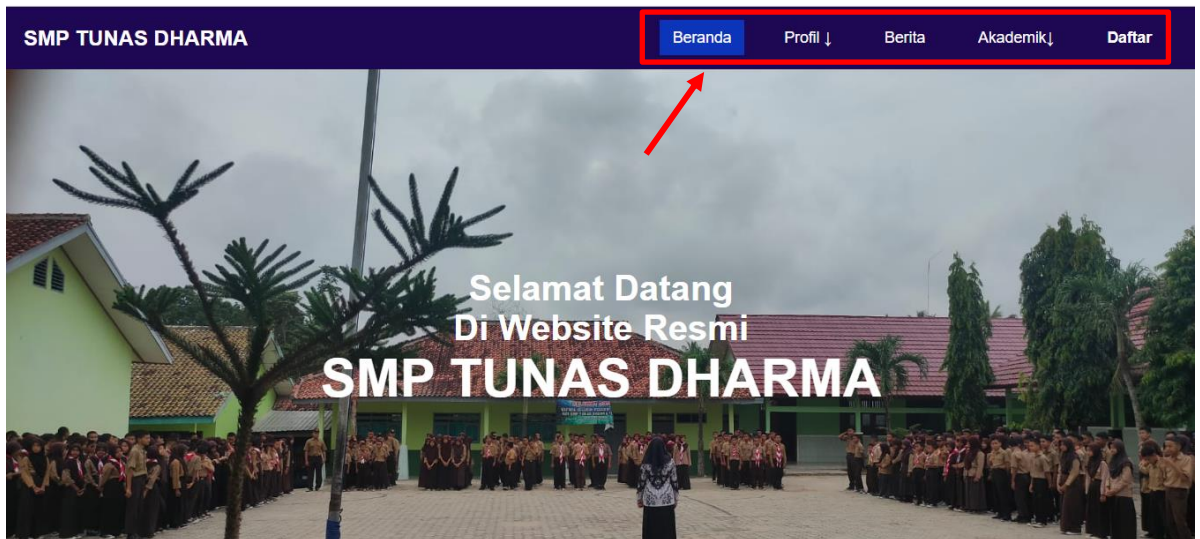 SMP TUNAS DHARMA
Beranda Profil ↓ Berita Akademik↓ Daftar
Selamat Datang
Di Website Resmi
SMP TUNAS DHARMA